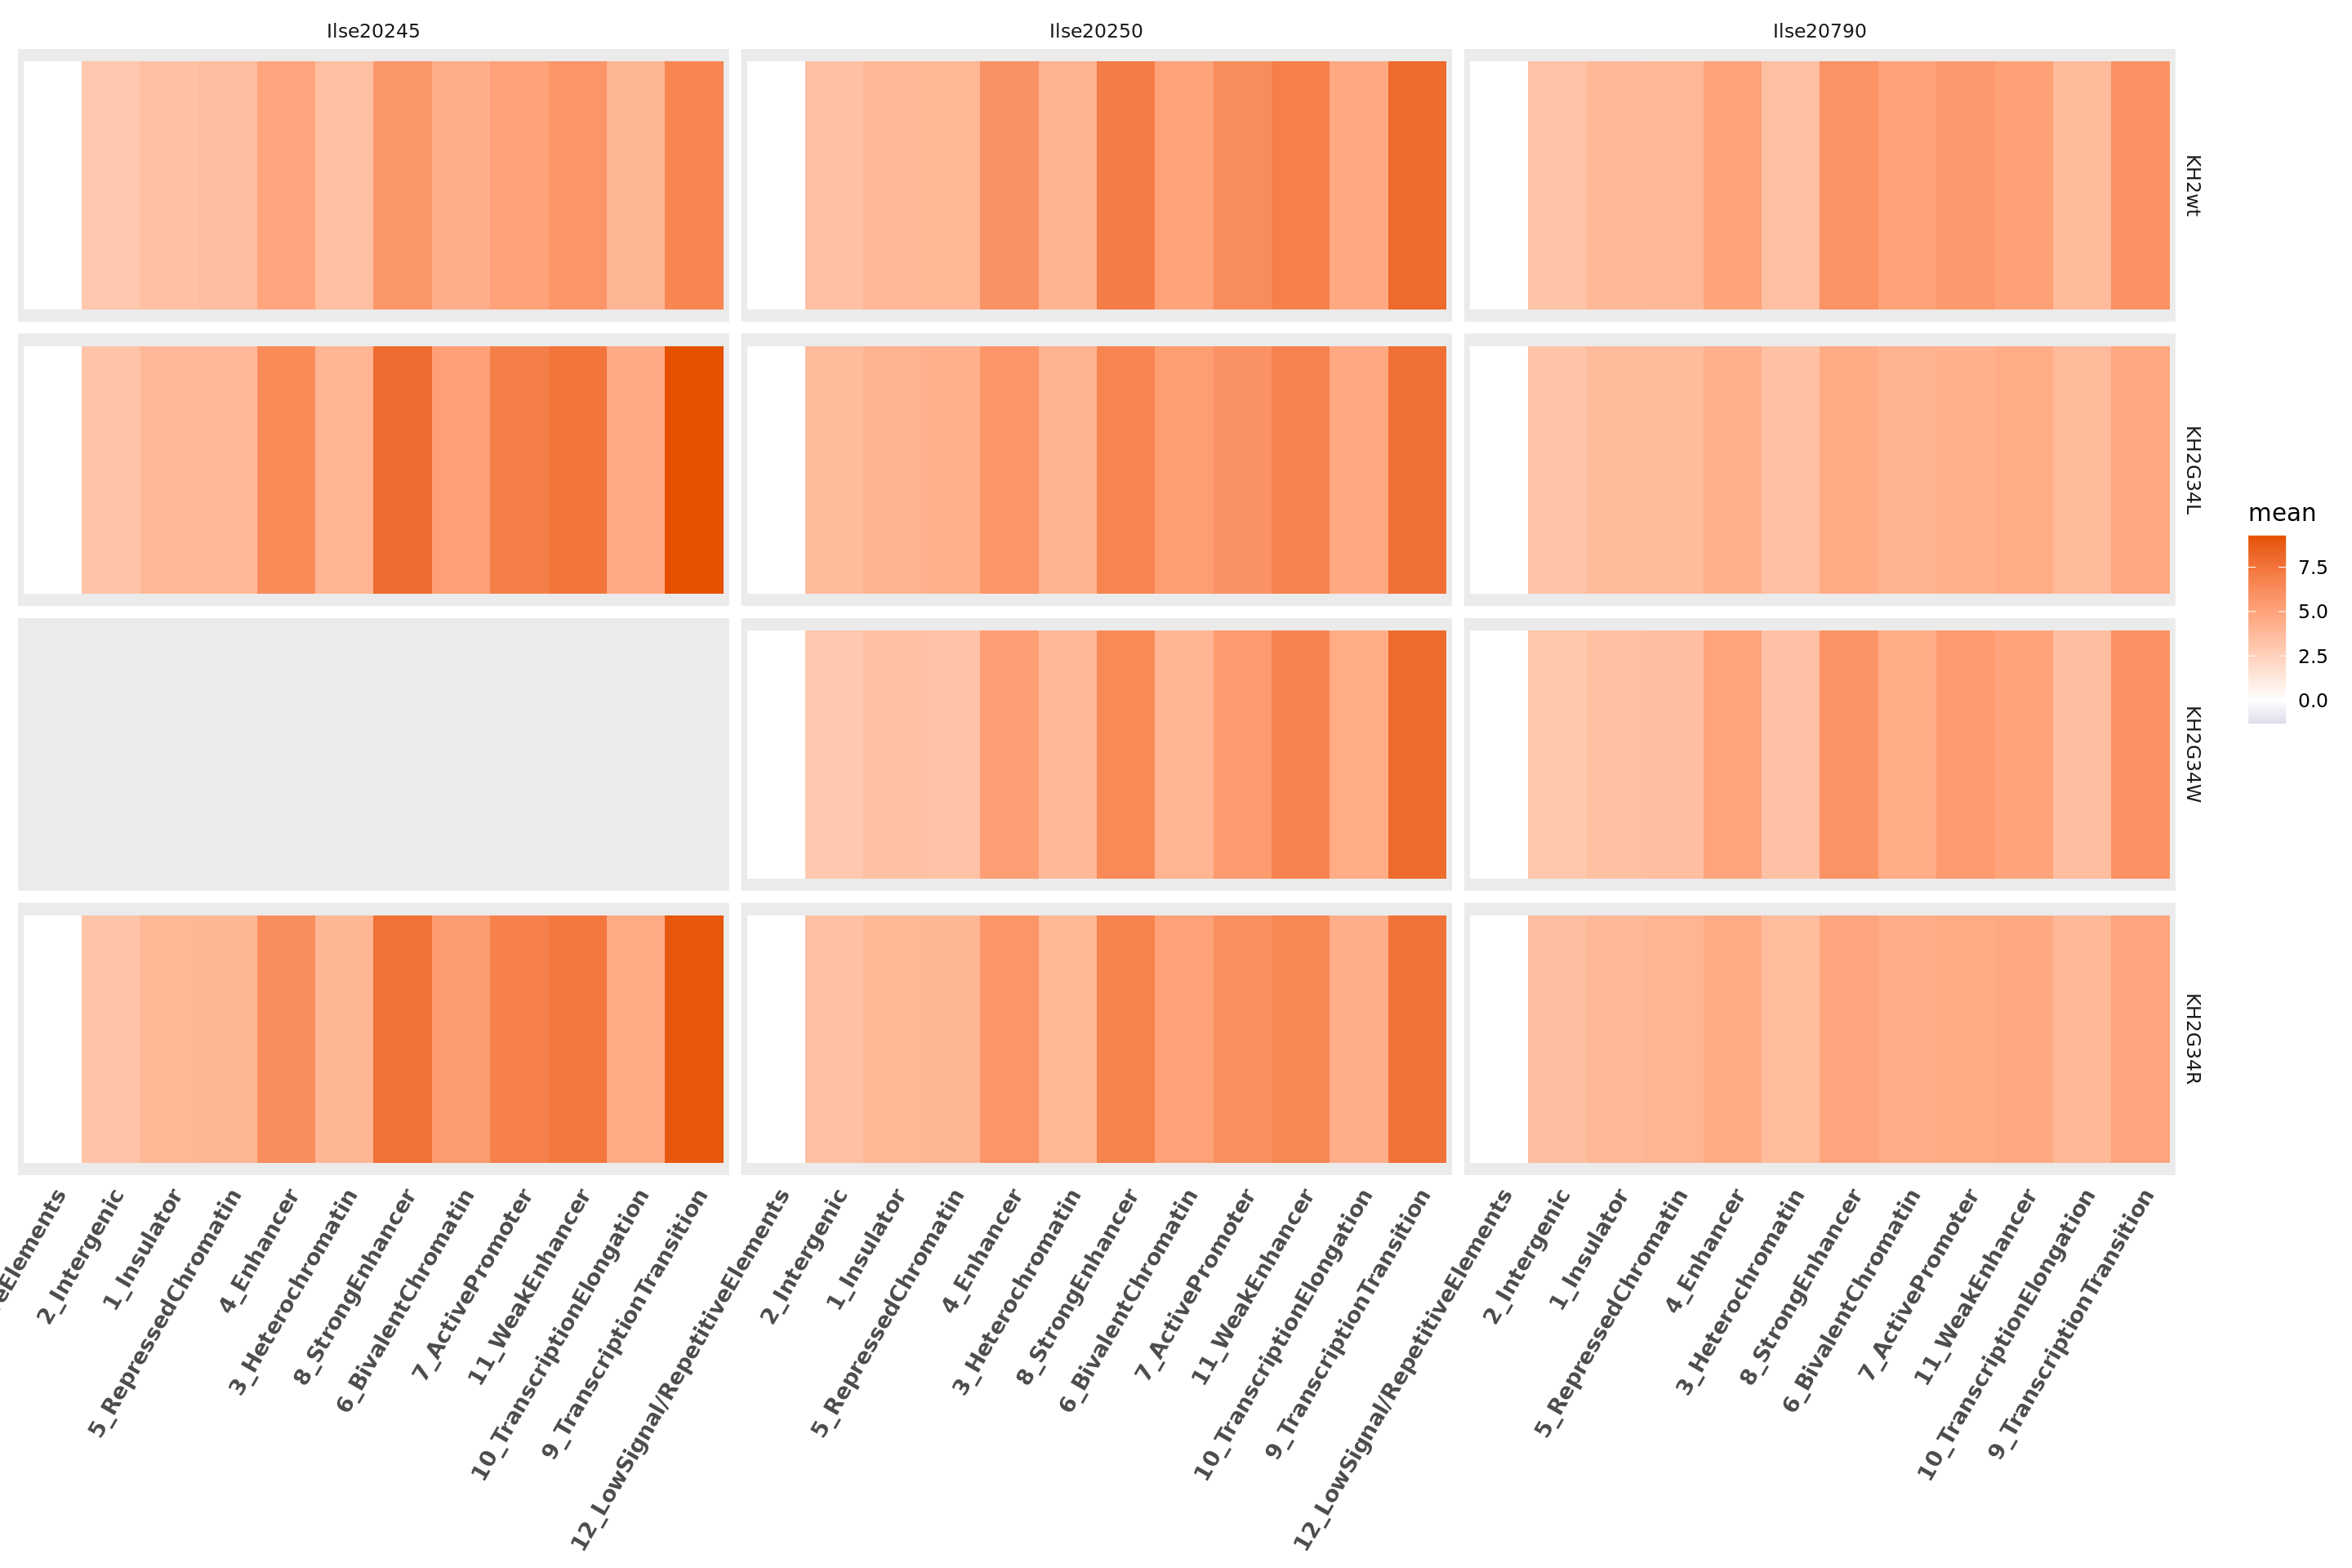 Ilse20245
Ilse20250
Ilse20790
KH2wt
KH2G34L
KH2G34W
KH2G34R
mean
7.5
5.0
2.5
0.0
2_Intergenic
1_Insulator
5_RepressedChromatin
4_Enhancer
3_Heterochromatin
8_StrongEnhancer
6_BivalentChromatin
7_ActivePromoter
11_WeakEnhancer
10_TranscriptionElongation
9_TranscriptionTransition
12_LowSignal/RepetitiveElements
2_Intergenic
1_Insulator
5_RepressedChromatin
4_Enhancer
3_Heterochromatin
8_StrongEnhancer
6_BivalentChromatin
7_ActivePromoter
11_WeakEnhancer
10_TranscriptionElongation
9_TranscriptionTransition
12_LowSignal/RepetitiveElements
2_Intergenic
1_Insulator
5_RepressedChromatin
4_Enhancer
3_Heterochromatin
8_StrongEnhancer
6_BivalentChromatin
7_ActivePromoter
11_WeakEnhancer
10_TranscriptionElongation
9_TranscriptionTransition